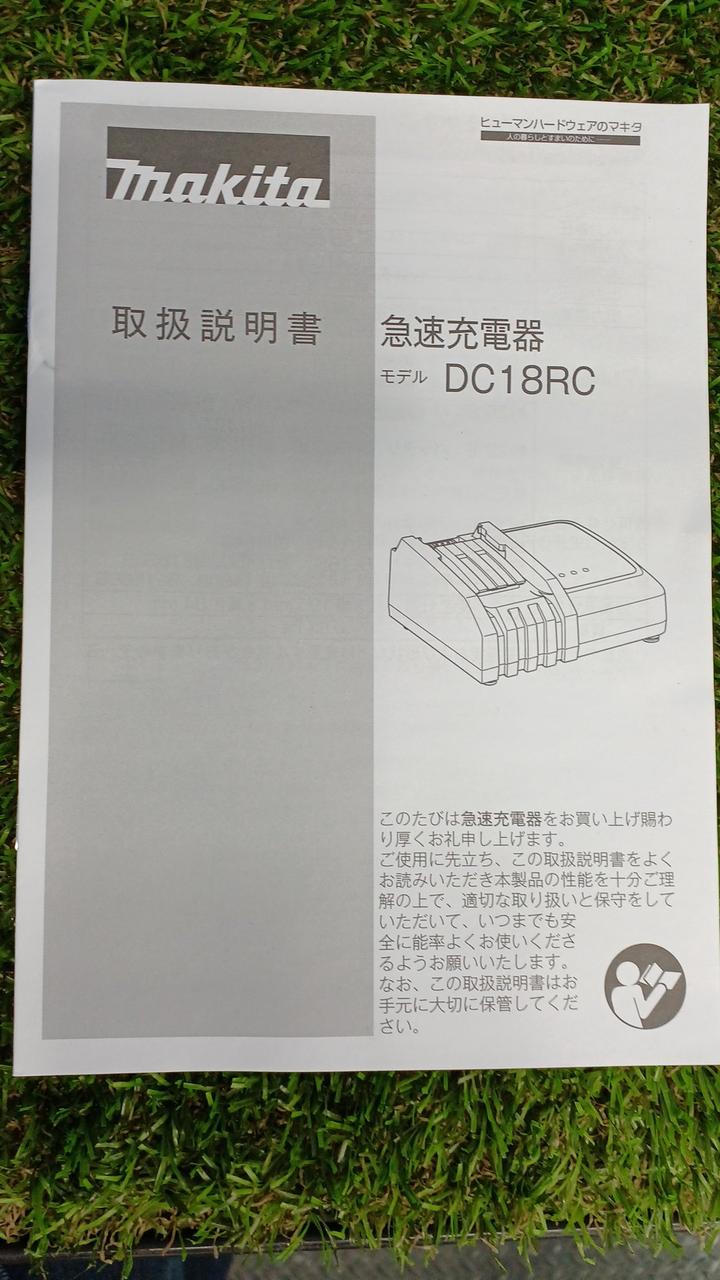 ヒューマンハードウェアのマキタ
人の暮らしとすまいのために
makita
取扱説明書
急速充電器
モデル DC18RC
このたびは急速充電器をお買い上げ賜わ
り厚くお礼申し上げます。
ご使用に先立ち、この取扱説明書をよく
お読みいただき本製品の性能を十分ご理
解の上で、適切な取り扱いと保守をして
いただいて、いつまでも安
全に能率よくお使いくださ
るようお願いいたします。
なお、この取扱説明書はお
手元に大切に保管してくだ
さい。